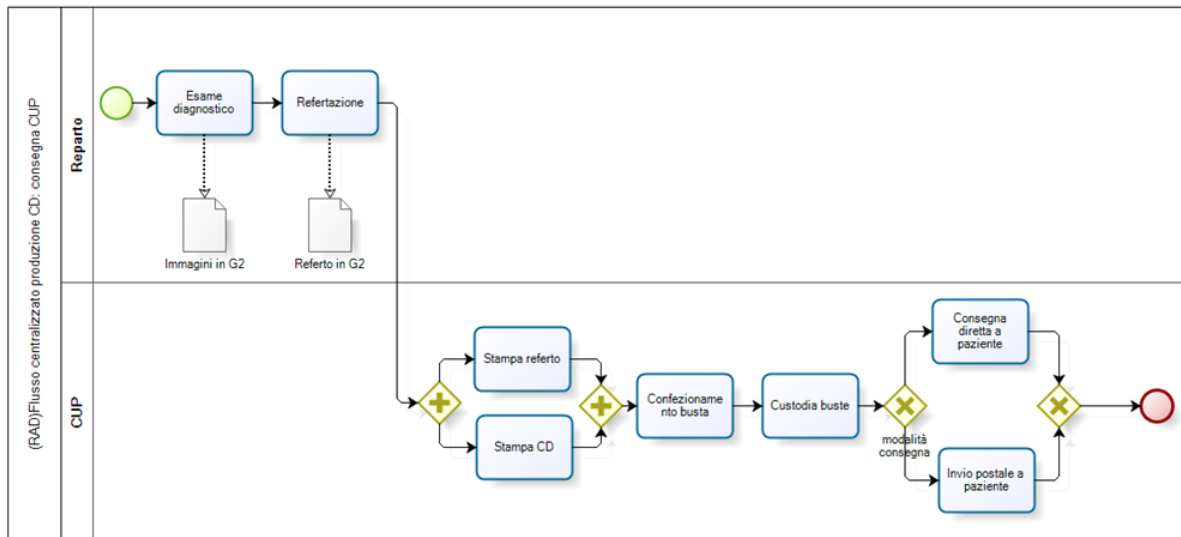 (RAD)Flusso centralizzato produzione CD: consegna CUP
Reparto
Esame
diagnostico
Refertazione
Immagini in G2
Referto in G2
CUP
Stampa referto
Stampa CD
Confezioname
nto busta
Custodia buste
modalità
consegna
Consegna
diretta a
paziente
Invio postale a
paziente